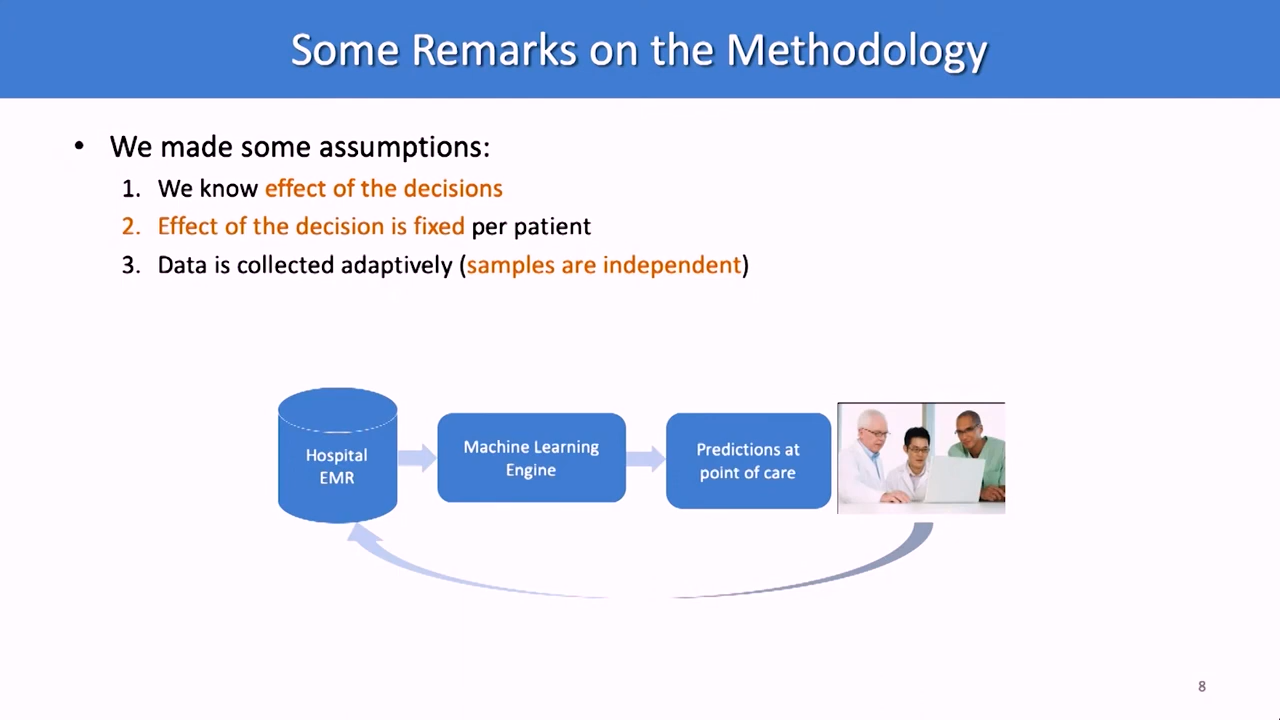 Some Remarks on the Methodology
• We made some assumptions:
1. We know effect of the decisions
2. Effect of the decision is fixed per patient
3. Data is collected adaptively (samples are independent)
Hospital
EMR
Machine Learning
Engine
Predictions at
point of care
8